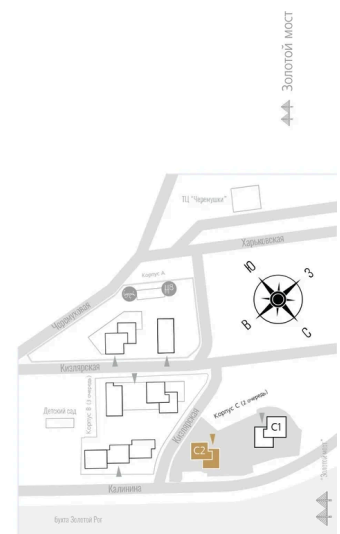 Золотой мост
ТЦ "Черемушки"
Харьковская
Корпус А
Черемуховая
Ю
З
В
С
Кизлярская
Детский сад
Корпус В (3 очередь)
Кизлярская
Корпус С (2 очередь)
С1
С2
Калинина
бухта Золотой Рог